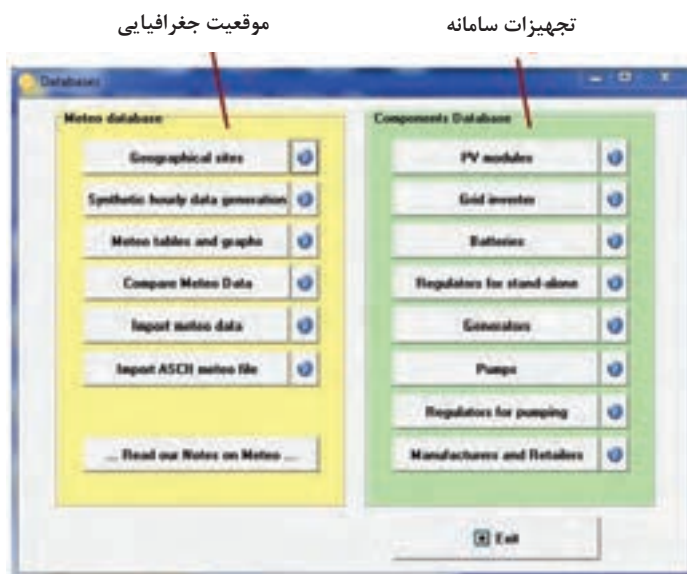 موقعیت جغرافیایی
تجهیزات سامانه
Databases
Meteo database
Geographical sites
Synthetic hourly data generation
Meteo tables and graphs
Compare Meteo Data
Import meteo data
Import ASCII meteo file
... Read our Notes on Meteo ...
Components Database
PV modules
Grid inverter
Batteries
Regulators for stand-alone
Generators
Pumps
Regulators for pumping
Manufacturers and Retailers
Exit